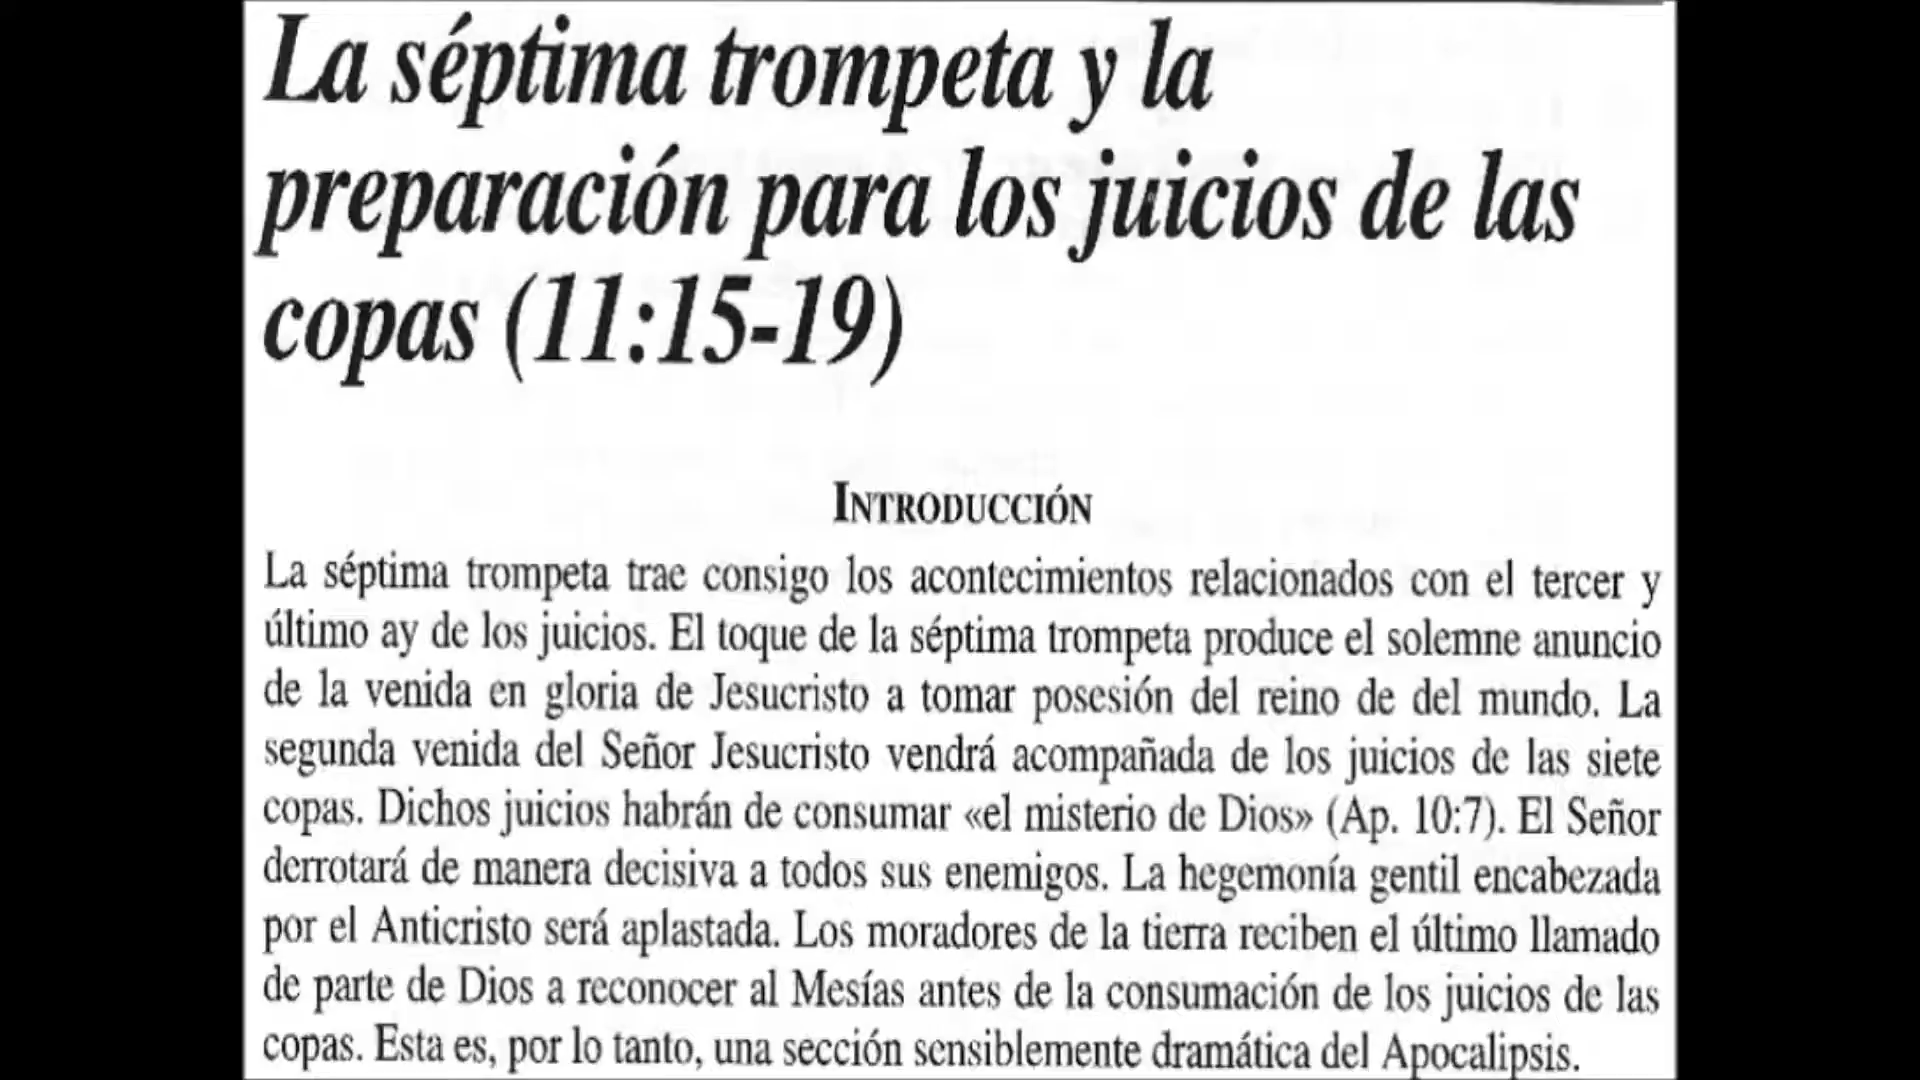 La séptima trompeta y la
preparación para los juicios de las
copas (11:15-19)
INTRODUCCIÓN
La séptima trompeta trae consigo los acontecimientos relacionados con el tercer y
último ay de los juicios. El toque de la séptima trompeta produce el solemne anuncio
de la venida en gloria de Jesucristo a tomar posesión del reino de del mundo. La
segunda venida del Señor Jesucristo vendrá acompañada de los juicios de las siete
copas. Dichos juicios habrán de consumar «el misterio de Dios» (Ap. 10:7). El Señor
derrotará de manera decisiva a todos sus enemigos. La hegemonía gentil encabezada
por el Anticristo será aplastada. Los moradores de la tierra reciben el último llamado
de parte de Dios a reconocer al Mesías antes de la consumación de los juicios de las
copas. Esta es, por lo tanto, una sección sensiblemente dramática del Apocalipsis.